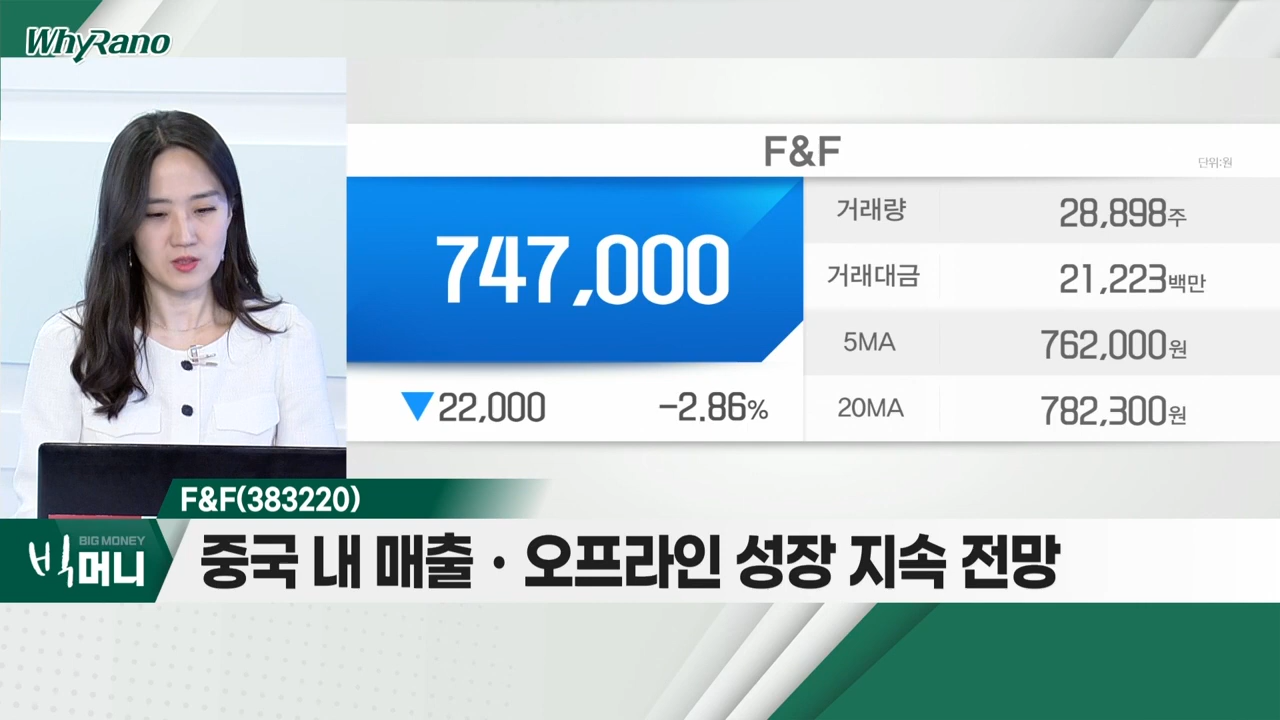 WhyRano
F&F
단위:원
747,000
▼22,000 -2.86%
거래량 28,898주
거래대금 21,223백만
5MA 762,000원
20MA 782,300원
F&F(383220)
BIG MONEY
빅머니
중국 내 매출·오프라인 성장 지속 전망